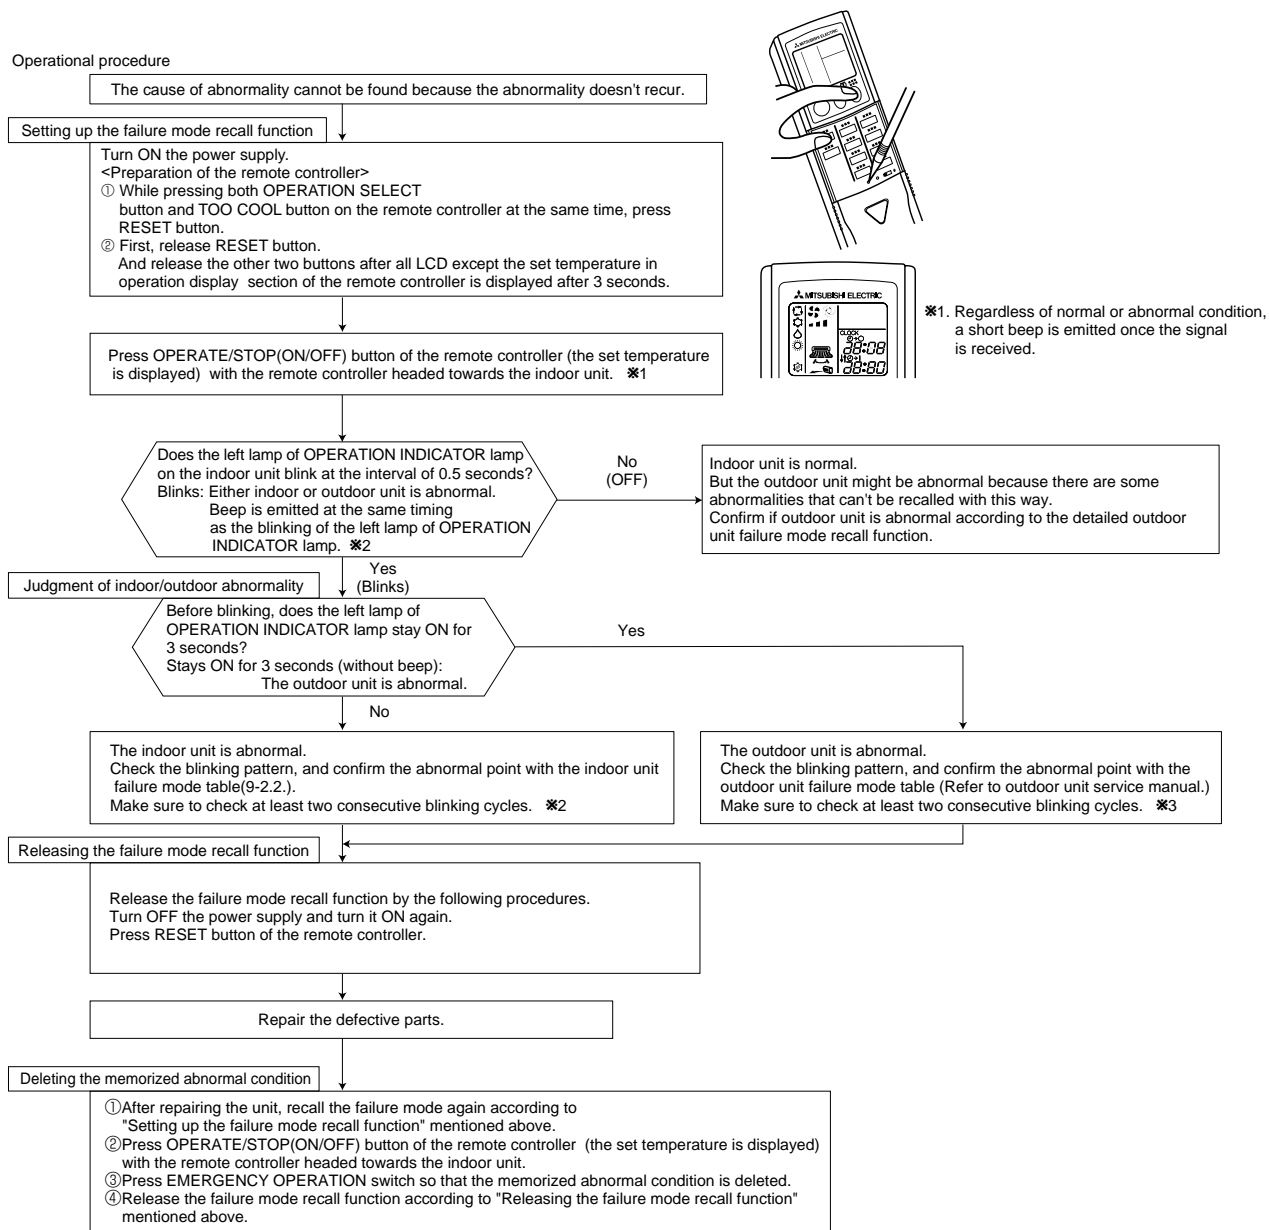 Operational procedure
The cause of abnormality cannot be found because the abnormality doesn't recur.
Setting up the failure mode recall function
Turn ON the power supply.
<Preparation of the remote controller>
① While pressing both OPERATION SELECT
button and TOO COOL button on the remote controller at the same time, press
RESET button.
② First, release RESET button.
And release the other two buttons after all LCD except the set temperature in
operation display section of the remote controller is displayed after 3 seconds.
MITSUBISHI ELECTRIC
MITSUBISHI ELECTRIC
CLOCK
28:08
28:80
※1. Regardless of normal or abnormal condition,
a short beep is emitted once the signal
is received.
Press OPERATE/STOP(ON/OFF) button of the remote controller (the set temperature
is displayed) with the remote controller headed towards the indoor unit. ※1
Does the left lamp of OPERATION INDICATOR lamp
on the indoor unit blink at the interval of 0.5 seconds?
Blinks: Either indoor or outdoor unit is abnormal.
Beep is emitted at the same timing
as the blinking of the left lamp of OPERATION
INDICATOR lamp. ※2
No
(OFF)
Indoor unit is normal.
But the outdoor unit might be abnormal because there are some
abnormalities that can't be recalled with this way.
Confirm if outdoor unit is abnormal according to the detailed outdoor
unit failure mode recall function.
Yes
(Blinks)
Judgment of indoor/outdoor abnormality
Before blinking, does the left lamp of
OPERATION INDICATOR lamp stay ON for
3 seconds?
Stays ON for 3 seconds (without beep):
The outdoor unit is abnormal.
Yes
No
The indoor unit is abnormal.
Check the blinking pattern, and confirm the abnormal point with the indoor unit
failure mode table(9-2.2.).
Make sure to check at least two consecutive blinking cycles. ※2
The outdoor unit is abnormal.
Check the blinking pattern, and confirm the abnormal point with the
outdoor unit failure mode table (Refer to outdoor unit service manual.)
Make sure to check at least two consecutive blinking cycles. ※3
Releasing the failure mode recall function
Release the failure mode recall function by the following procedures.
Turn OFF the power supply and turn it ON again.
Press RESET button of the remote controller.
Repair the defective parts.
Deleting the memorized abnormal condition
①After repairing the unit, recall the failure mode again according to
"Setting up the failure mode recall function" mentioned above.
②Press OPERATE/STOP(ON/OFF) button of the remote controller (the set temperature is displayed)
with the remote controller headed towards the indoor unit.
③Press EMERGENCY OPERATION switch so that the memorized abnormal condition is deleted.
④Release the failure mode recall function according to "Releasing the failure mode recall function"
mentioned above.